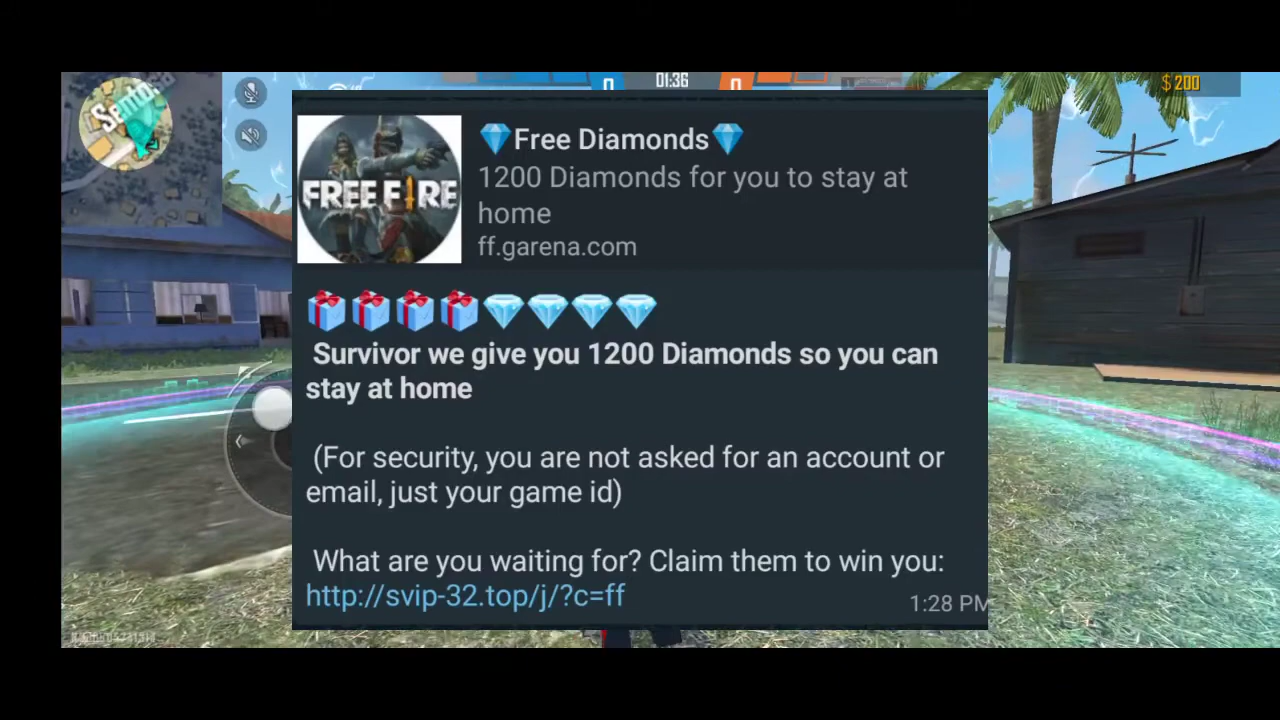 Sento
0 01:36 0
$ 200
FREE FIRE
💎Free Diamonds💎
1200 Diamonds for you to stay at
home
ff.garena.com
🎁🎁🎁🎁💎💎💎💎
Survivor we give you 1200 Diamonds so you can
stay at home
(For security, you are not asked for an account or
email, just your game id)
What are you waiting for? Claim them to win you:
http://svip-32.top/j/?c=ff
1:28 PM